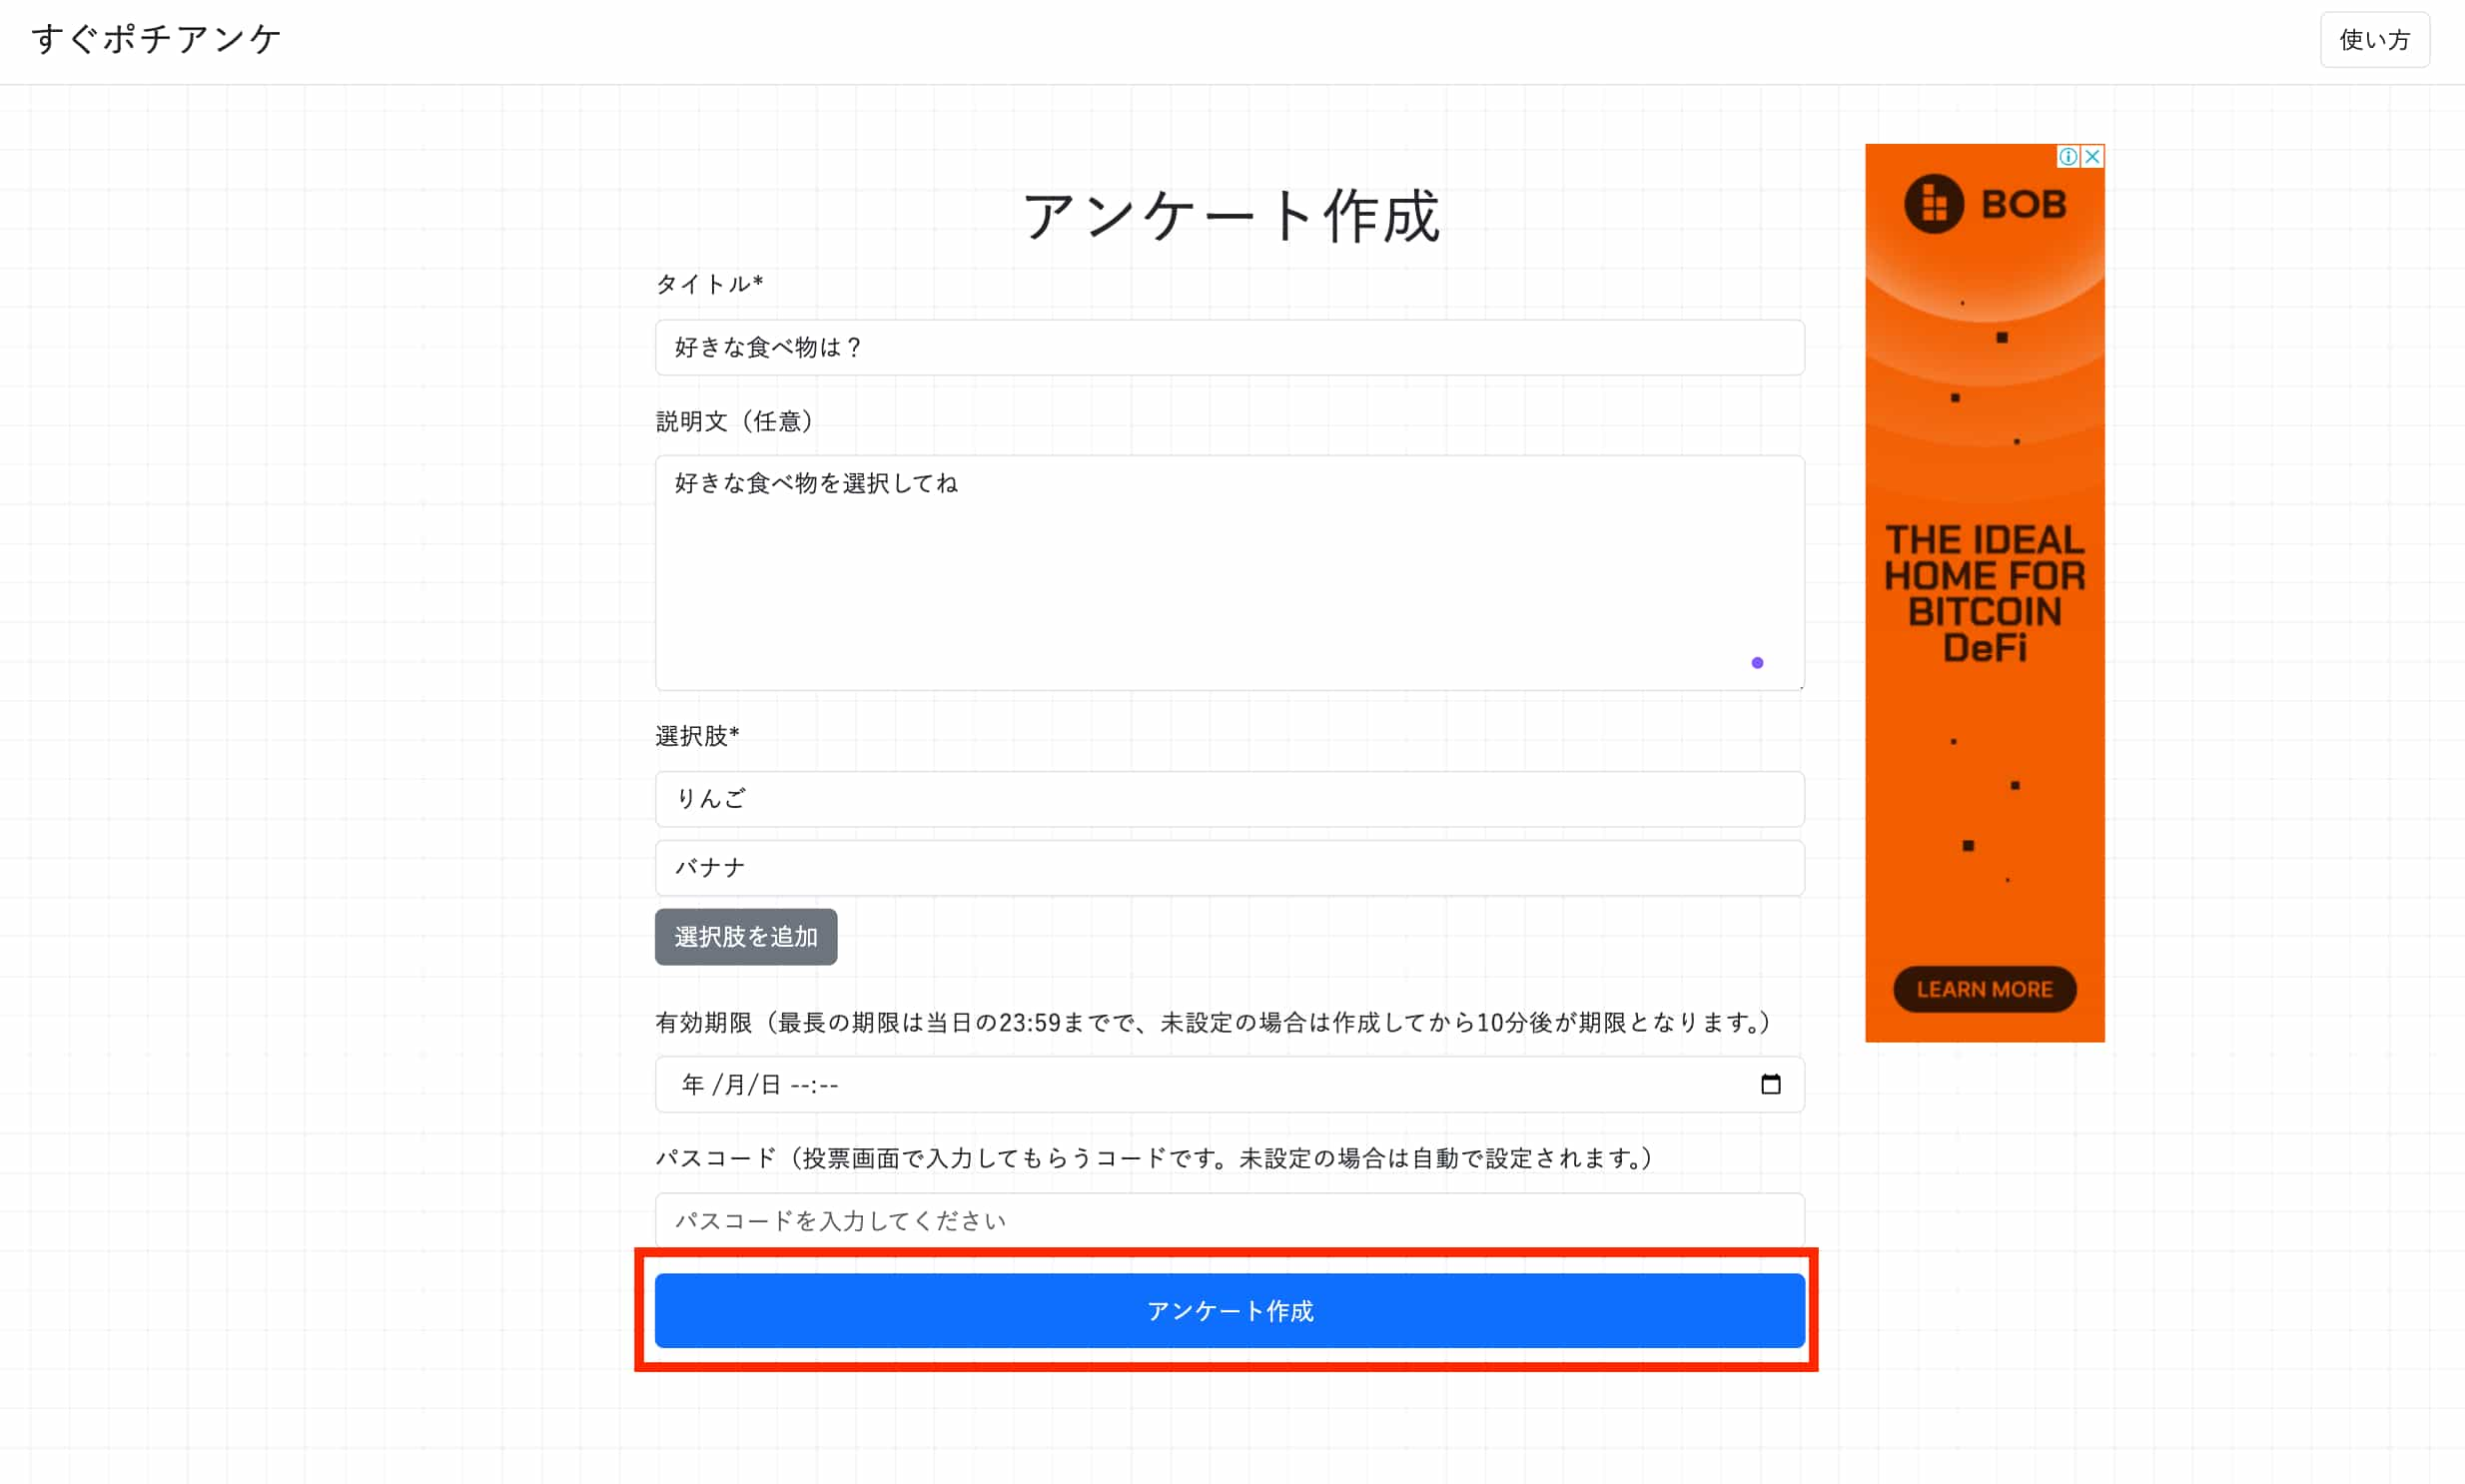 すぐポチアンケ
使い方
アンケート作成
タイトル*
好きな食べ物は？
説明文（任意）
好きな食べ物を選択してね
選択肢*
りんご
バナナ
選択肢を追加
有効期限（最長の期限は当日の23:59までで、未設定の場合は作成してから10分後が期限となります。）
年 /月/日 --:--
パスコード（投票画面で入力してもらうコードです。未設定の場合は自動で設定されます。）
パスコードを入力してください
アンケート作成
BOB
THE IDEAL
HOME FOR
BITCOIN
DeFi
LEARN MORE